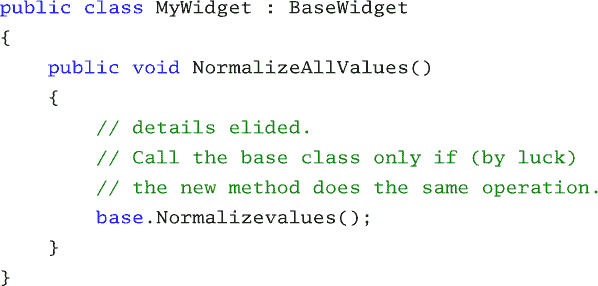 public class MyWidget : BaseWidget
{
    public void NormalizeAllValues()
    {
        // details elided.
        // Call the base class only if (by luck)
        // the new method does the same operation.
        base.Normalizevalues();
    }
}